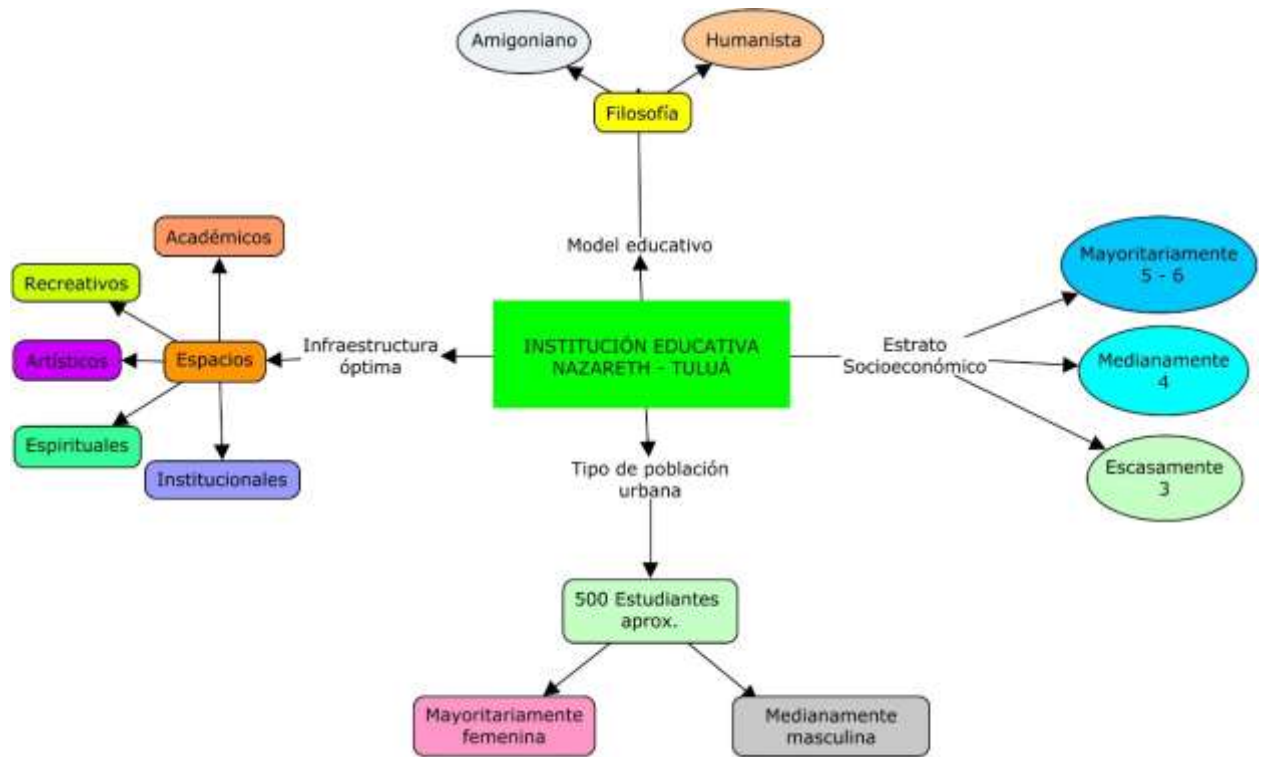 Amigoniano
Humanista
Filosofía
Model educativo
Académicos
Recreativos
Artísticos
Espacios
Espirituales
Institucionales
Infraestructura
óptima
INSTITUCIÓN EDUCATIVA
NAZARETH - TULUÁ
Estrato
Socioeconómico
Mayoritariamente
5 - 6
Medianamente
4
Escasamente
3
Tipo de población
urbana
500 Estudiantes
aprox.
Mayoritariamente
femenina
Medianamente
masculina